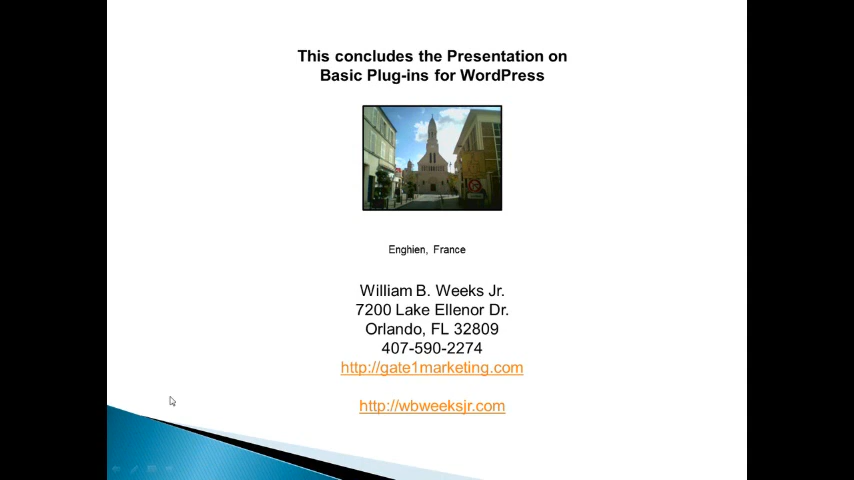 This concludes the Presentation on
Basic Plug-ins for WordPress
Enghien, France
William B. Weeks Jr.
7200 Lake Ellenor Dr.
Orlando, FL 32809
407-590-2274
http://gate1marketing.com
http://wbweeksjr.com